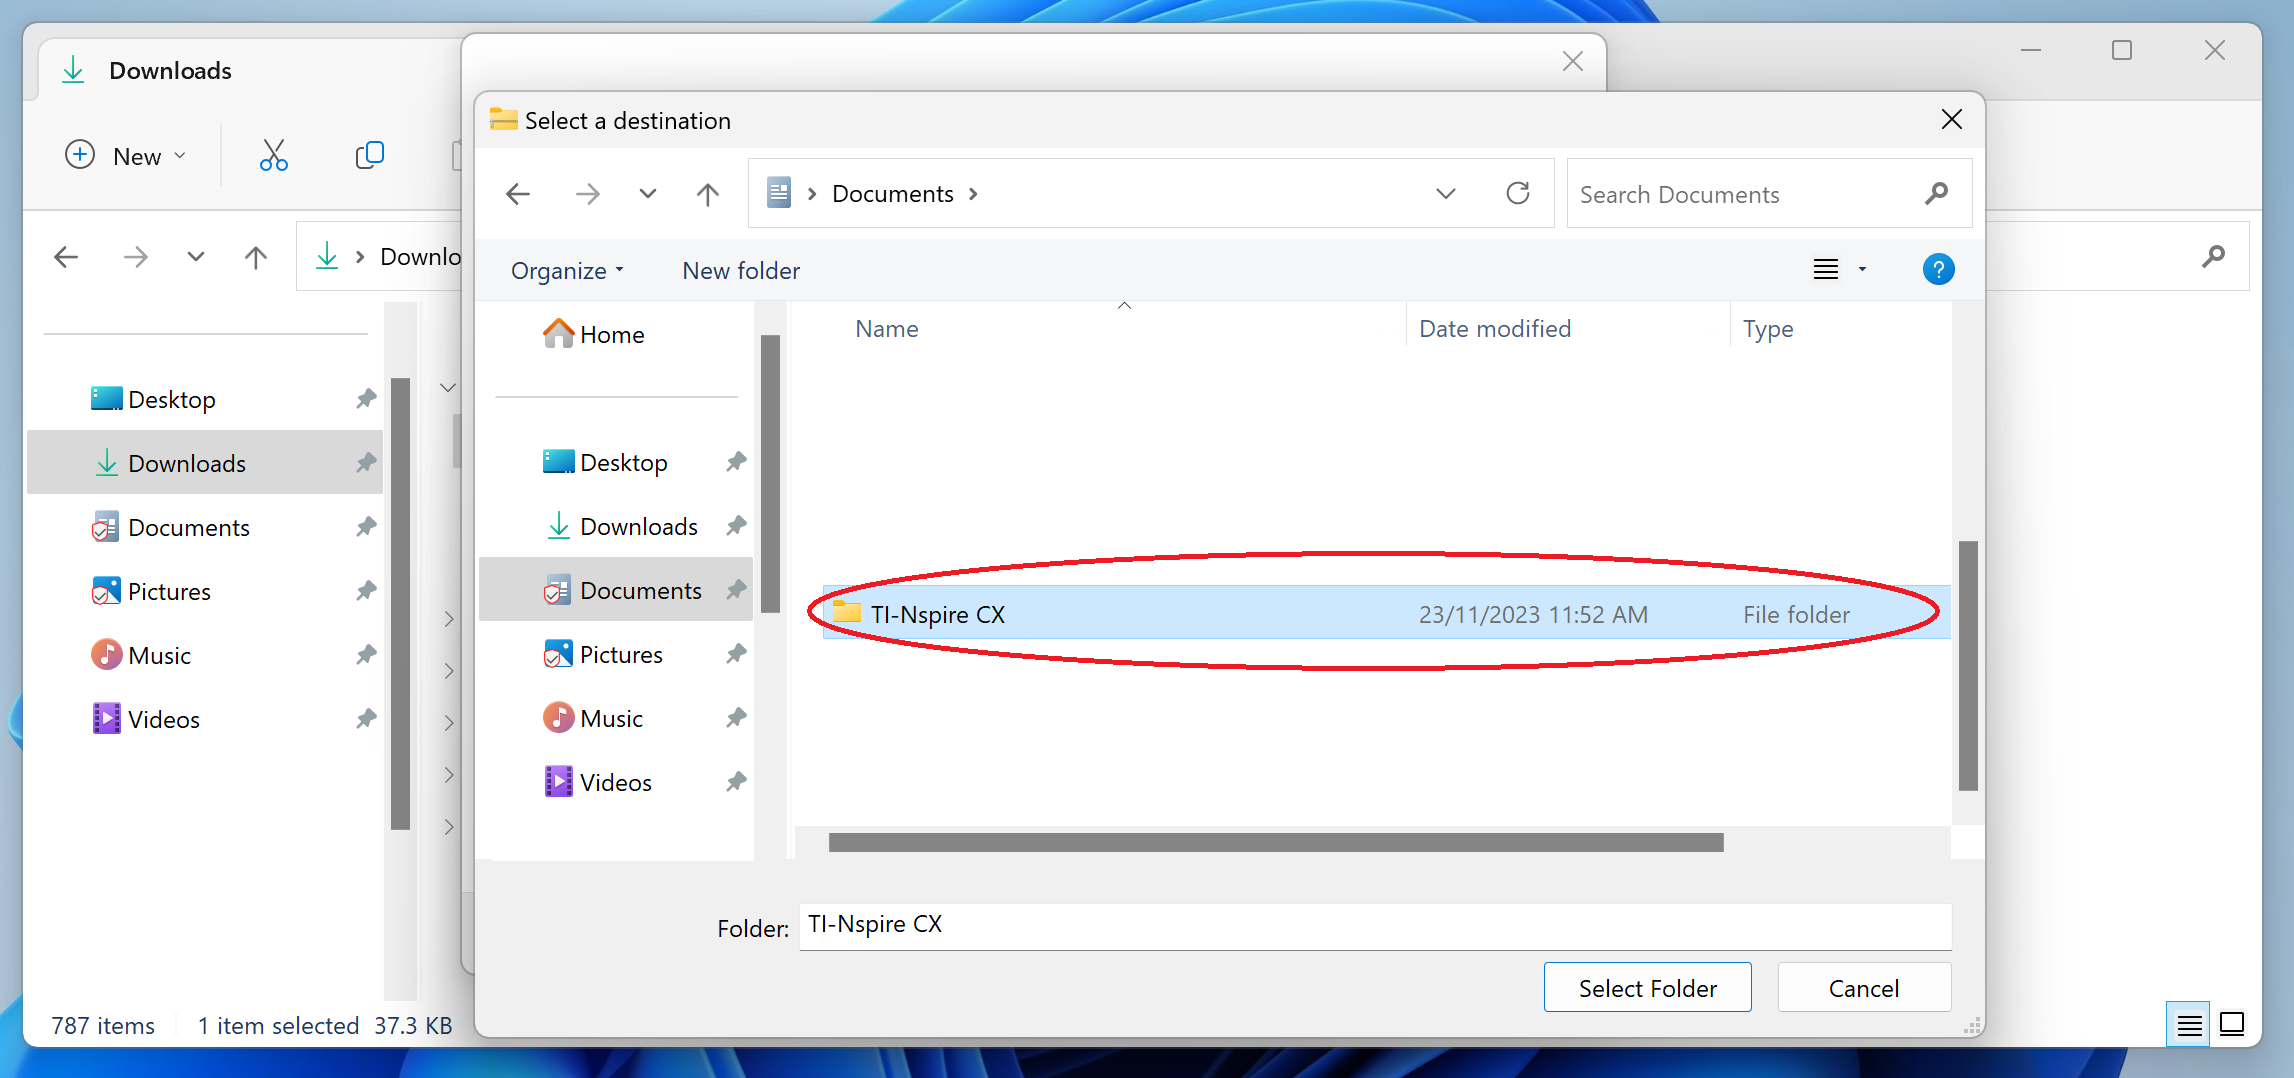 Downloads
New
Downlo
Desktop
Downloads
Documents
Pictures
Music
Videos
787 items
1 item selected 37.3 KB
Select a destination
Documents
Search Documents
Organize
New folder
?
Home
Desktop
Downloads
Documents
Pictures
Music
Videos
Name Date modified Type
TI-Nspire CX 23/11/2023 11:52 AM File folder
Folder: TI-Nspire CX
Select Folder Cancel